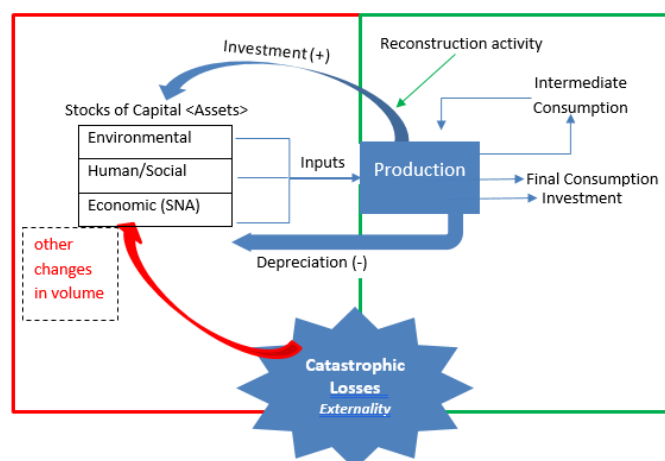 Investment (+)
Reconstruction activity
Intermediate
Consumption
Stocks of Capital <Assets>
Environmental
Human/Social
Economic (SNA)
Inputs
Production
Final Consumption
Investment
other
changes
in volume
Depreciation (-)
Catastrophic
Losses
Externality